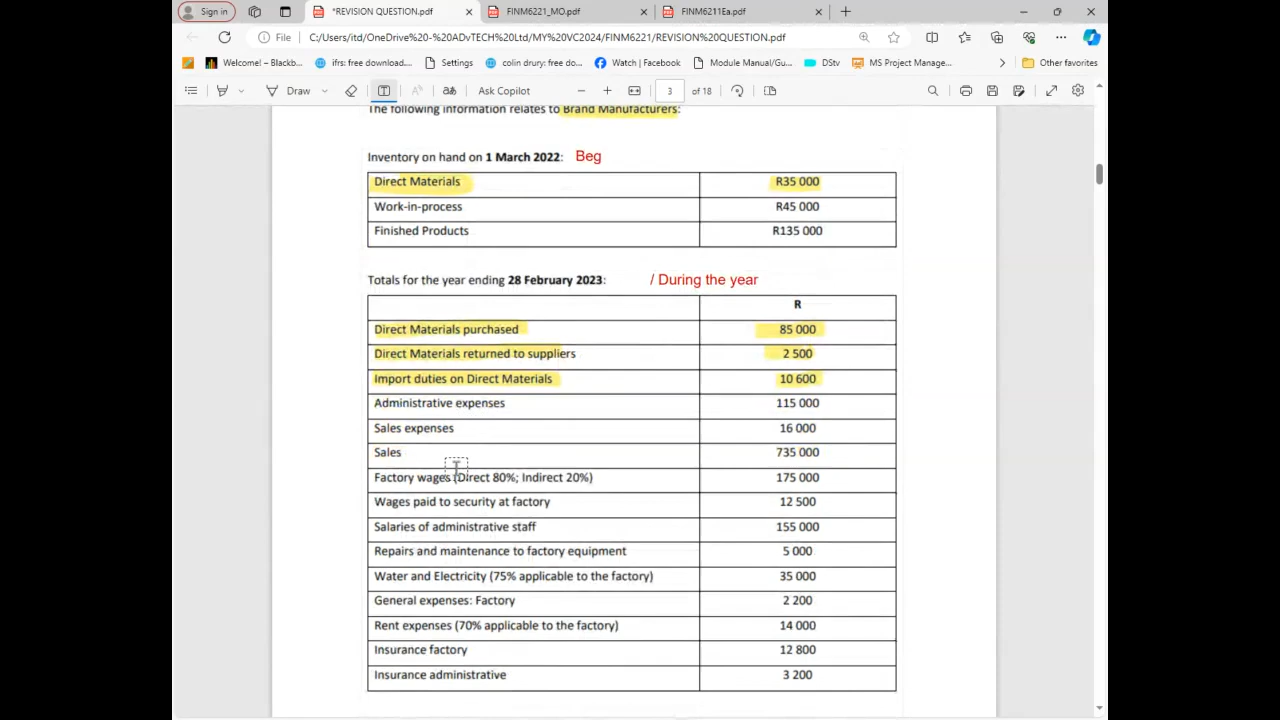 Sign in
*REVISION QUESTION.pdf
FINM6221_MO.pdf
FINM6211Ea.pdf
File
C:/Users/itd/OneDrive%20-%20ADvTECH%20Ltd/MY%20VC2024/FINM6221/REVISION%20QUESTION.pdf
Welcome! – Blackb...
ifrs: free download...
Settings
colin drury: free do...
Watch | Facebook
Module Manual/Gu...
DStv
MS Project Manage...
Other favorites
Draw
Ask Copilot
3 of 18
The following information relates to Brand Manufacturers:
Inventory on hand on 1 March 2022: Beg
Direct Materials R35 000
Work-in-process R45 000
Finished Products R135 000
Totals for the year ending 28 February 2023: / During the year
R
Direct Materials purchased 85 000
Direct Materials returned to suppliers 2 500
Import duties on Direct Materials 10 600
Administrative expenses 115 000
Sales expenses 16 000
Sales 735 000
Factory wages (Direct 80%; Indirect 20%) 175 000
Wages paid to security at factory 12 500
Salaries of administrative staff 155 000
Repairs and maintenance to factory equipment 5 000
Water and Electricity (75% applicable to the factory) 35 000
General expenses: Factory 2 200
Rent expenses (70% applicable to the factory) 14 000
Insurance factory 12 800
Insurance administrative 3 200